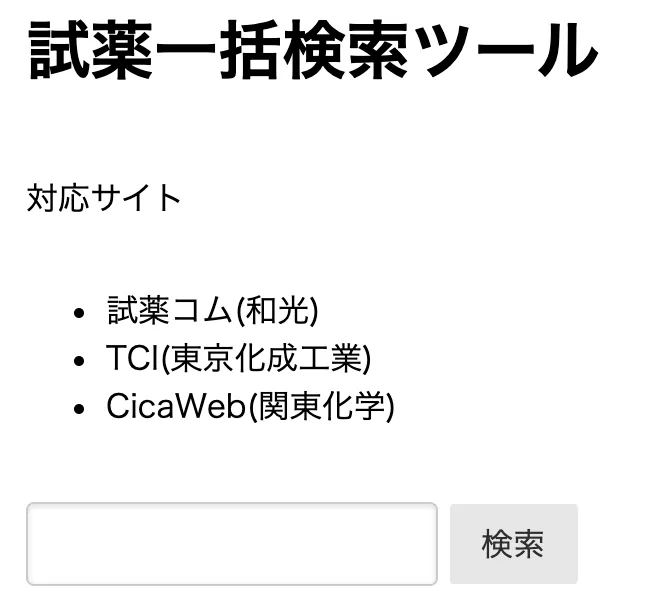 試薬一括検索ツール
対応サイト
• 試薬コム(和光)
• TCI(東京化成工業)
• CicaWeb(関東化学)
検索